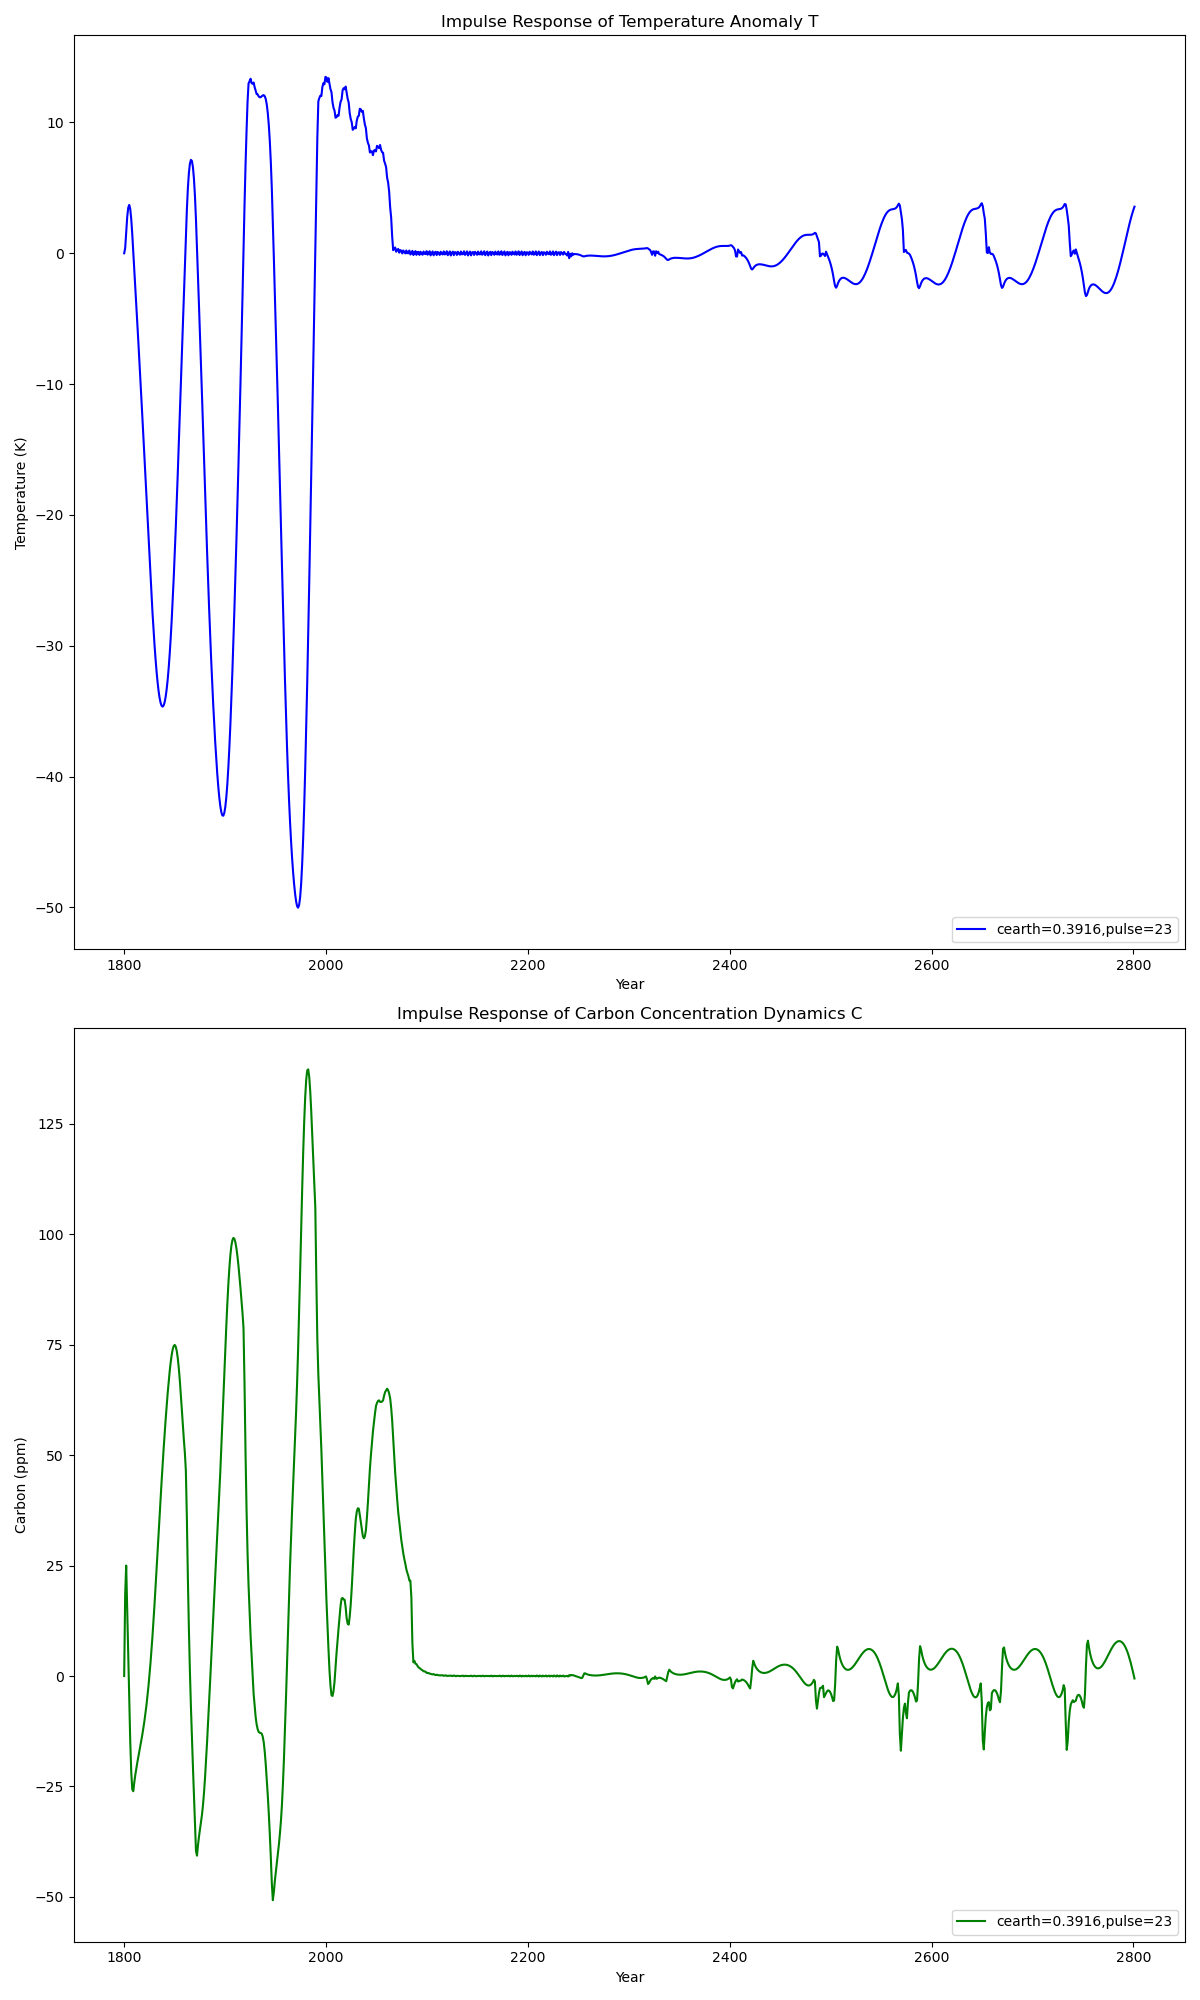 Impulse Response of Temperature Anomaly T
10
0
−10
−20
−30
−40
−50
Temperature (K)
cearth=0.3916,pulse=23
1800 2000 2200 2400 2600 2800
Year
Impulse Response of Carbon Concentration Dynamics C
125
100
75
50
25
0
−25
−50
Carbon (ppm)
cearth=0.3916,pulse=23
1800 2000 2200 2400 2600 2800
Year